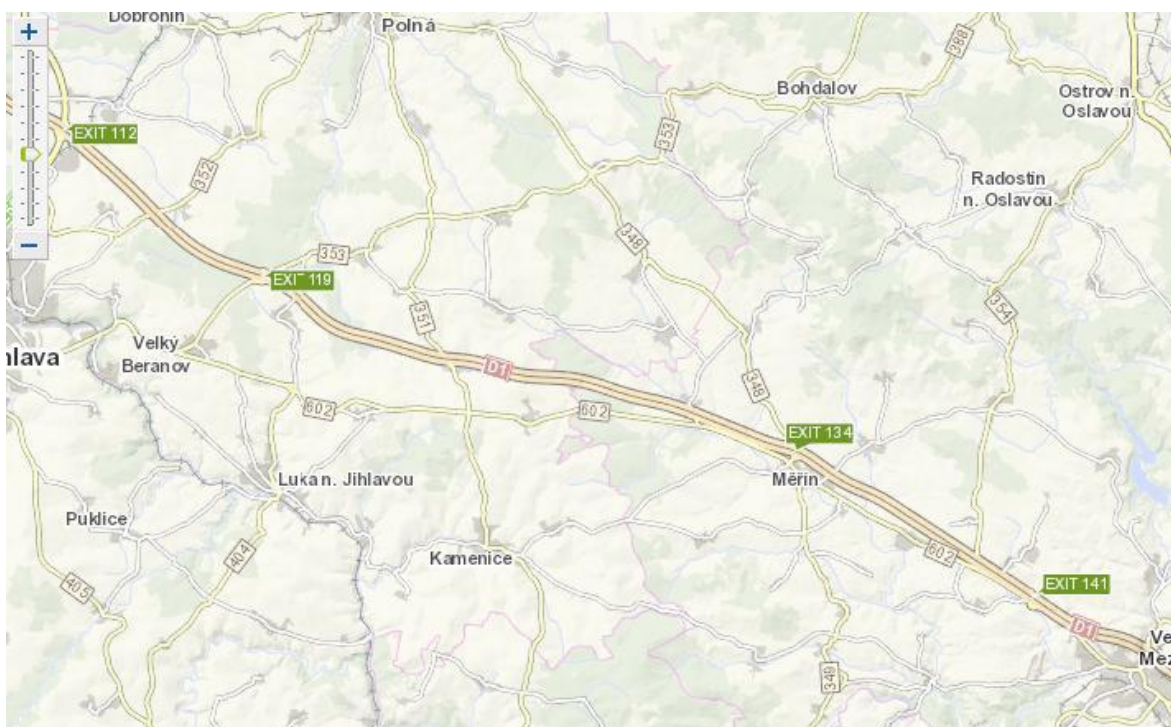 Dobronín
Polná
388
+
Bohdalov
Ostrov n.
Oslavou
EXIT 112
353
352
Radostín
n. Oslavou
348
353
EXIT 119
354
351
Velký
Beranov
hlava
D1
348
602
602
EXIT 134
Měřín
Luka n. Jihlavou
Puklice
602
404
Kamenice
405
EXIT 141
D1
Ve
Mez
349
−